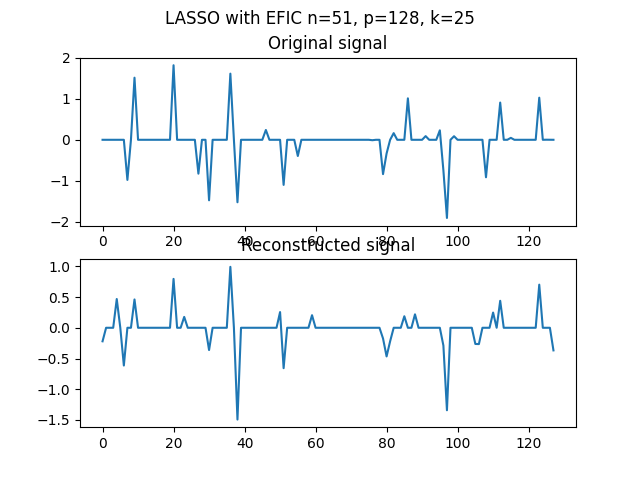 LASSO with EFIC n=51, p=128, k=25
Original signal
2
1
0
−1
−2
0 20 40 60 80 100 120
Reconstructed signal
1.0
0.5
0.0
−0.5
−1.0
−1.5
0 20 40 60 80 100 120